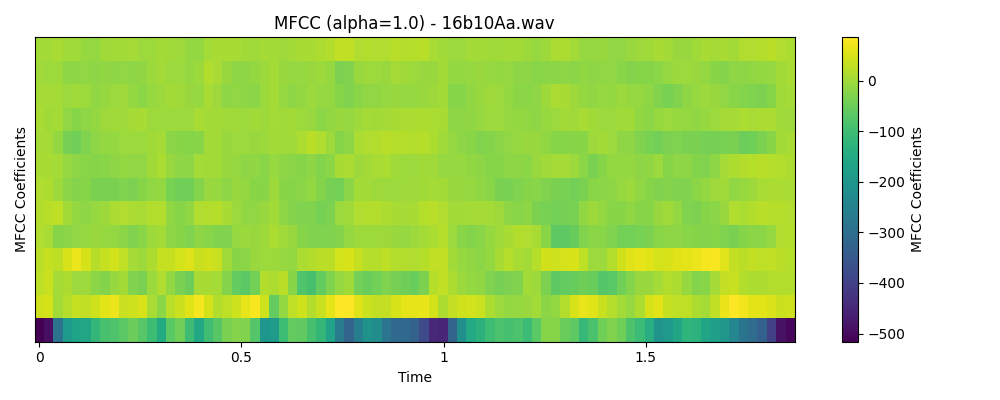 MFCC (alpha=1.0) - 16b10Aa.wav
MFCC Coefficients
0
0.5
1
1.5
Time
0
−100
−200
−300
−400
−500
MFCC Coefficients